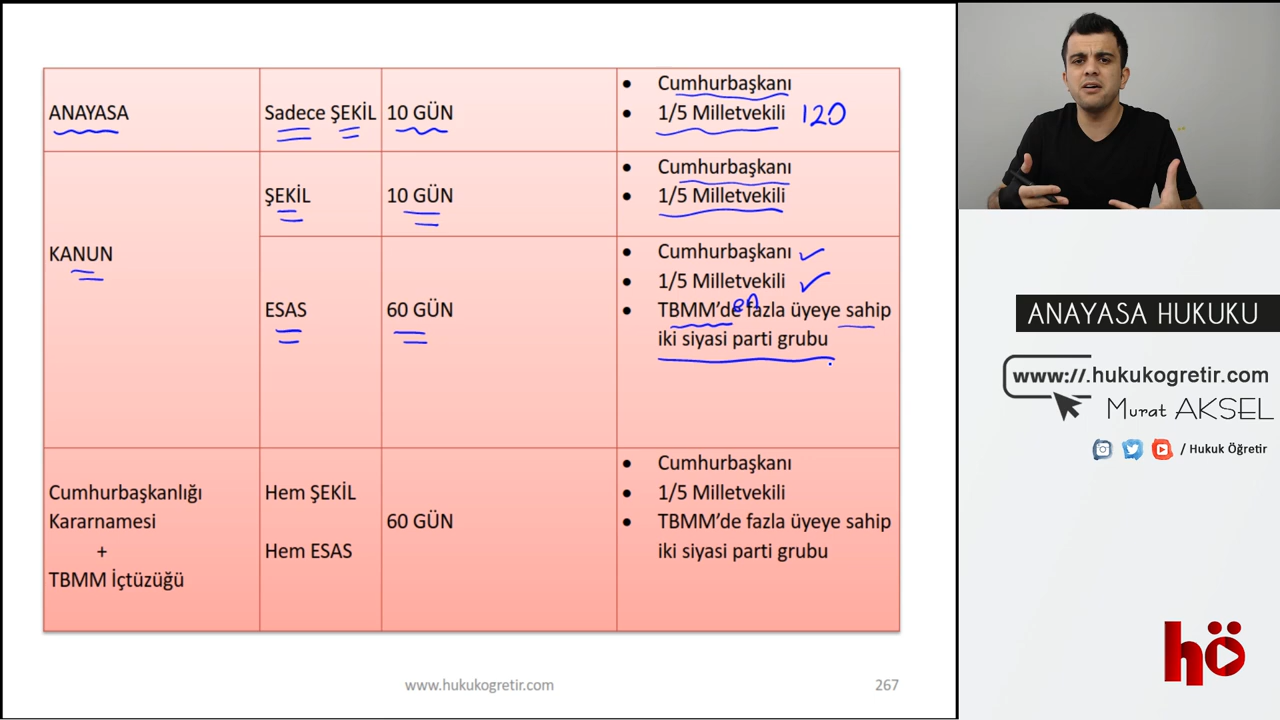 ANAYASA
Sadece ŞEKİL
10 GÜN
• Cumhurbaşkanı
• 1/5 Milletvekili 120
KANUN
ŞEKİL
10 GÜN
• Cumhurbaşkanı
• 1/5 Milletvekili
ESAS
60 GÜN
• Cumhurbaşkanı
• 1/5 Milletvekili
• TBMM'de en fazla üyeye sahip
iki siyasi parti grubu
Cumhurbaşkanlığı
Kararnamesi
+
TBMM İçtüzüğü
Hem ŞEKİL
Hem ESAS
60 GÜN
• Cumhurbaşkanı
• 1/5 Milletvekili
• TBMM'de fazla üyeye sahip
iki siyasi parti grubu
www.hukukogretir.com
267
ANAYASA HUKUKU
www://.hukukogretir.com
Murat AKSEL
/ Hukuk Öğretir
hö